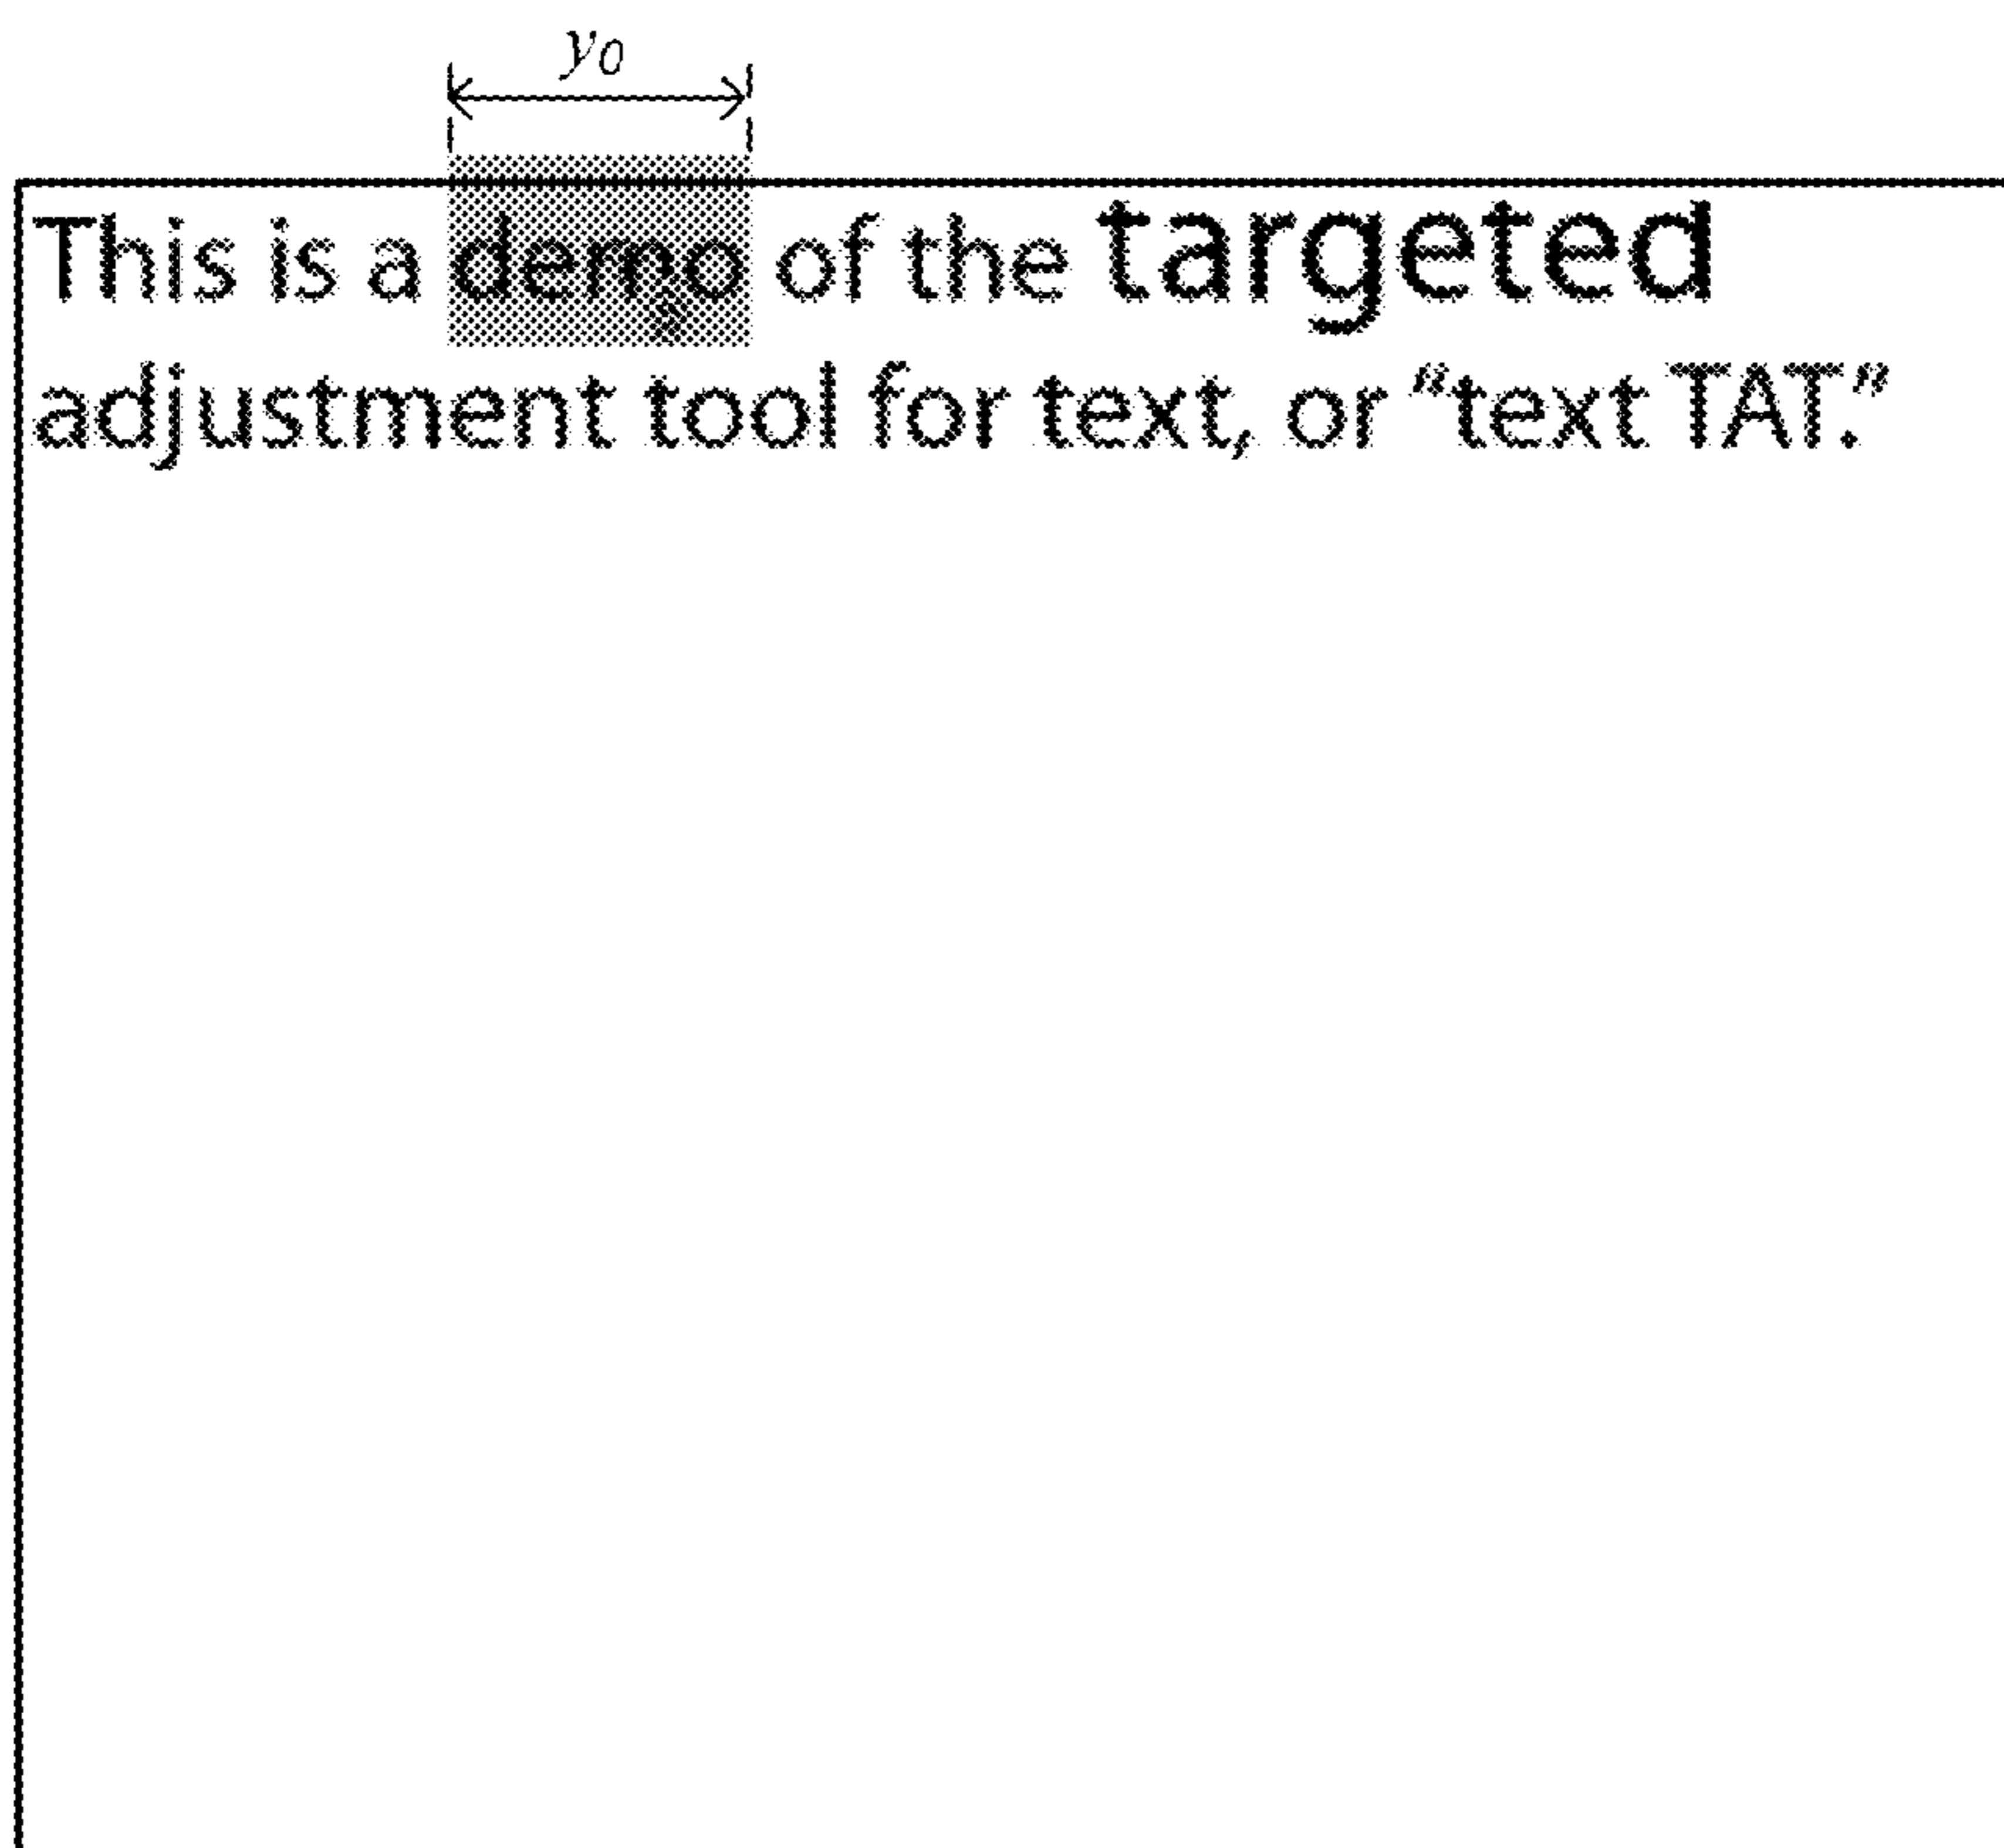 y0
This is a demo of the targeted
adjustment tool for text, or “text TAT.”